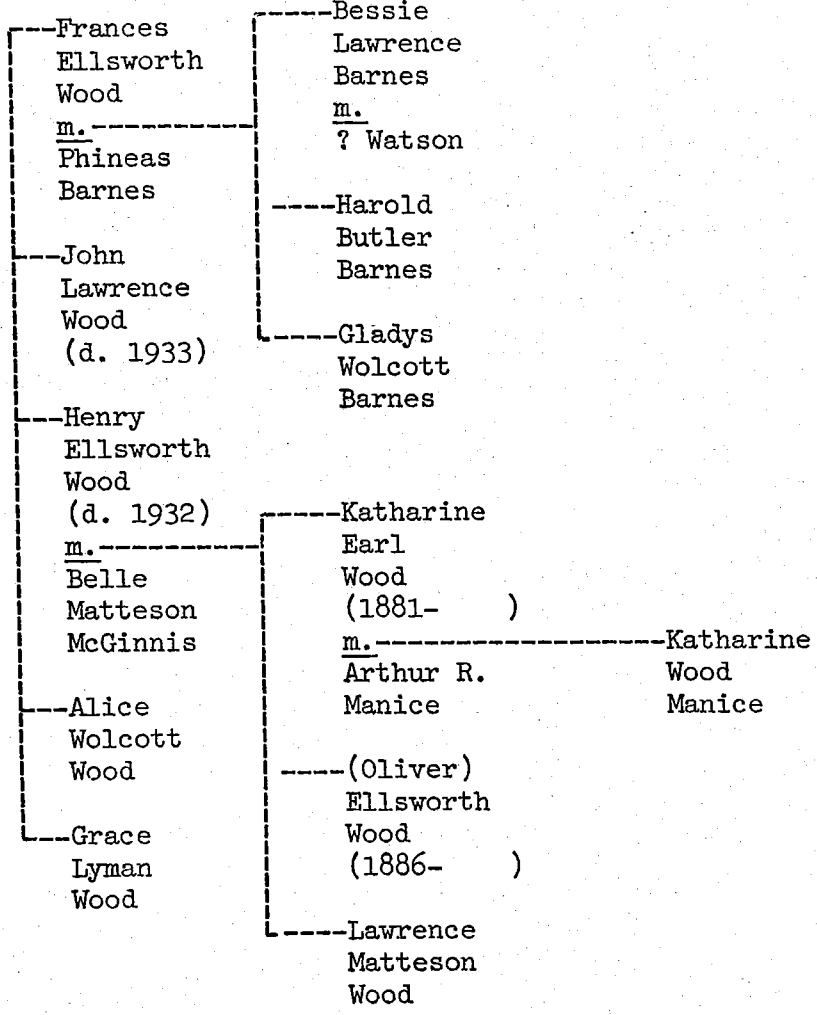 Frances
Ellsworth
Wood
m.
Phineas
Barnes
Bessie
Lawrence
Barnes
m.
? Watson
Harold
Butler
Barnes
Gladys
Wolcott
Barnes
John
Lawrence
Wood
(d. 1933)
Henry
Ellsworth
Wood
(d. 1932)
m.
Belle
Matteson
McGinnis
Katharine
Earl
Wood
(1881- )
m.
Arthur R.
Manice
Katharine
Wood
Manice
(Oliver)
Ellsworth
Wood
(1886- )
Lawrence
Matteson
Wood
Alice
Wolcott
Wood
Grace
Lyman
Wood